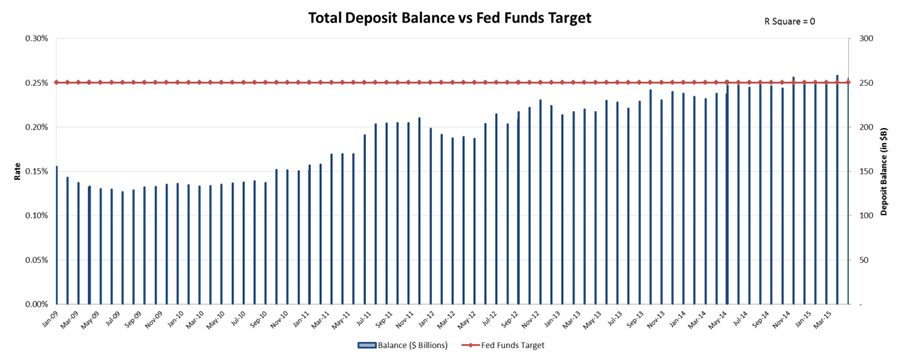 Total Deposit Balance vs Fed Funds Target
R Square = 0
0.30%
0.25%
0.20%
0.15%
0.10%
0.05%
0.00%
Rate
300
250
200
150
100
50
-
Deposit Balance (in $B)
Jan-09
Mar-09
May-09
Jul-09
Sep-09
Nov-09
Jan-10
Mar-10
May-10
Jul-10
Sep-10
Nov-10
Jan-11
Mar-11
May-11
Jul-11
Sep-11
Nov-11
Jan-12
Mar-12
May-12
Jul-12
Sep-12
Nov-12
Jan-13
Mar-13
May-13
Jul-13
Sep-13
Nov-13
Jan-14
Mar-14
May-14
Jul-14
Sep-14
Nov-14
Jan-15
Mar-15
Balance ($ Billions)
Fed Funds Target